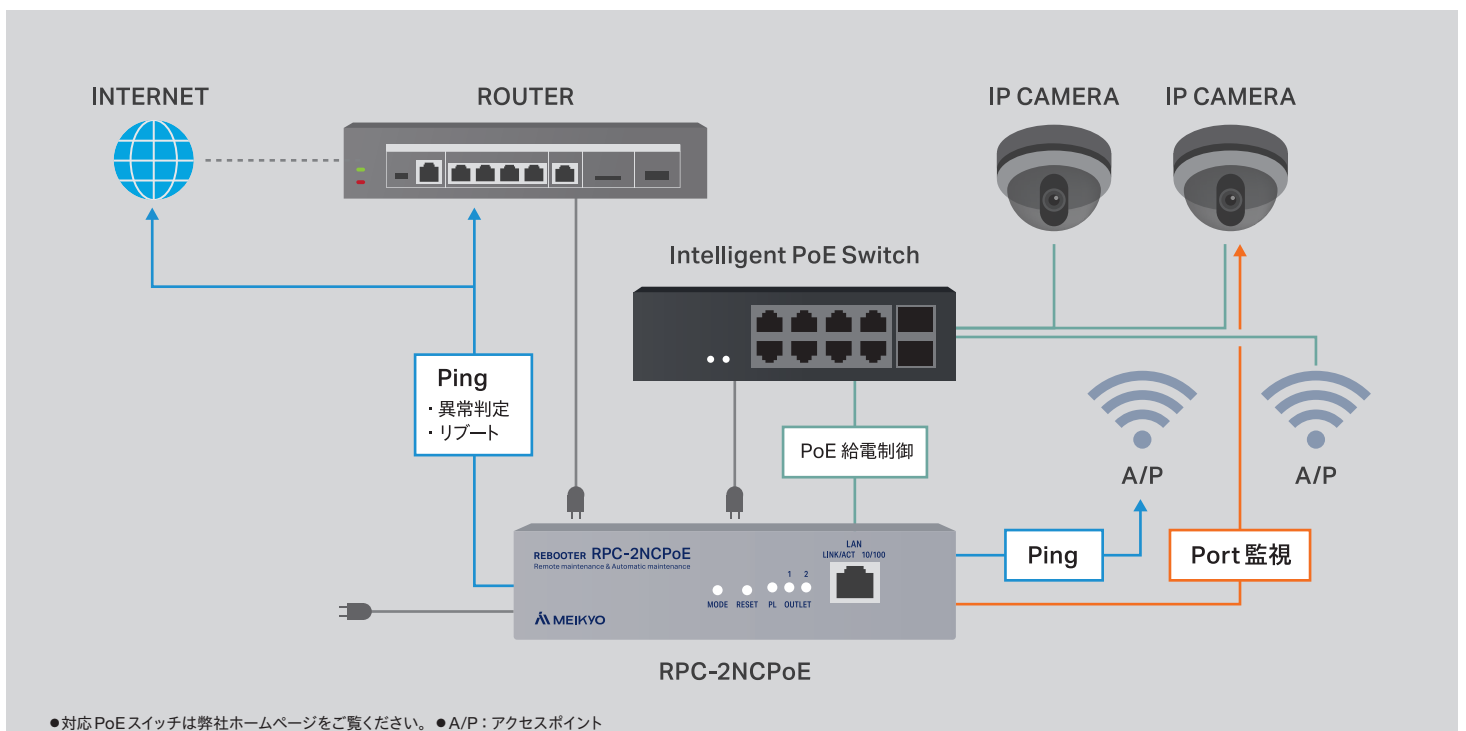 INTERNET
ROUTER
IP CAMERA
IP CAMERA
Intelligent PoE Switch
Ping
・異常判定
・リブート
PoE 給電制御
A/P
A/P
REBOOTER RPC-2NCPoE
Remote maintenance & Automatic maintenance
LAN
LINK/ACT 10/100
1 2
MODE RESET PL OUTLET
MEIKYO
Ping
Port 監視
RPC-2NCPoE
●対応PoEスイッチは弊社ホームページをご覧ください。 ●A/P：アクセスポイント